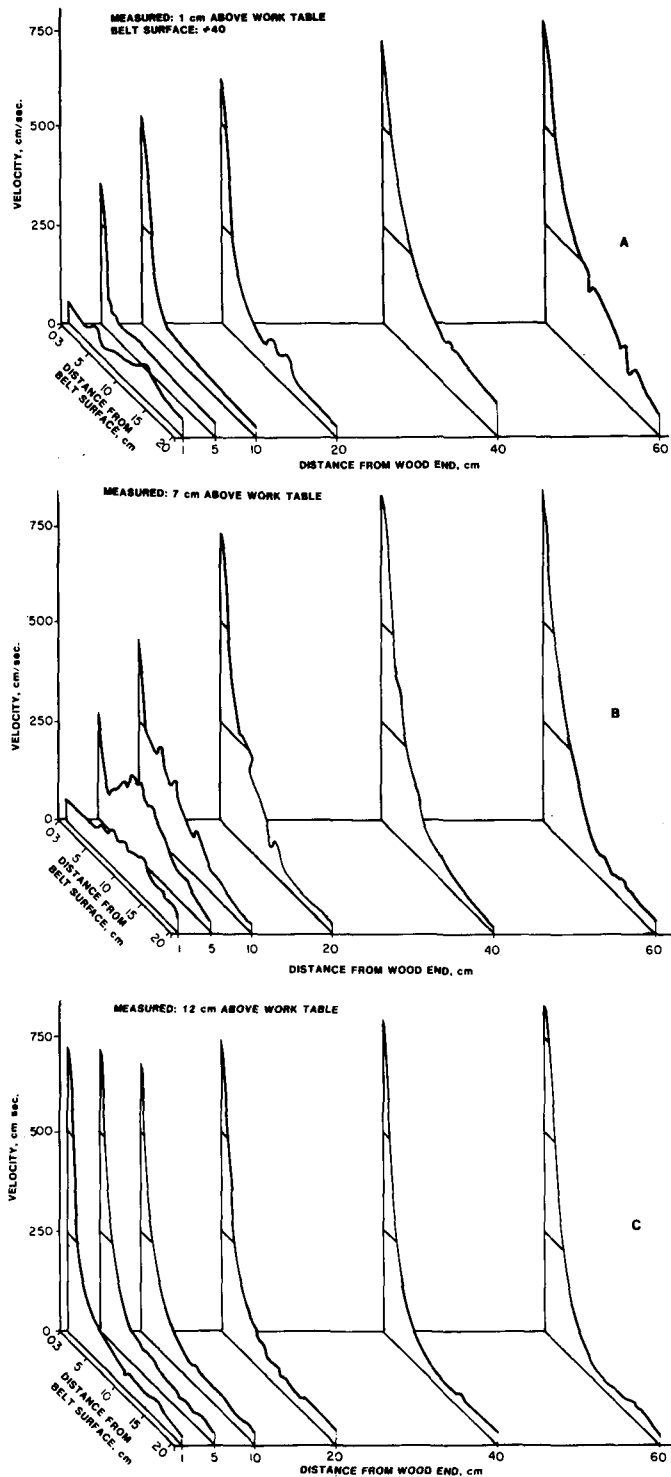 MEASURED: 1 cm ABOVE WORK TABLE
BELT SURFACE: +40
750
500
250
0
VELOCITY, cm/sec.
0.3
5
10
15
20
DISTANCE FROM
BELT SURFACE, cm
A
1
5
10
20
40
60
DISTANCE FROM WOOD END, cm
MEASURED: 7 cm ABOVE WORK TABLE
750
500
250
0
VELOCITY, cm/sec.
0.3
5
10
15
20
DISTANCE FROM
BELT SURFACE, cm
B
1
5
10
20
40
60
DISTANCE FROM WOOD END, cm
MEASURED: 12 cm ABOVE WORK TABLE
750
500
250
0
VELOCITY, cm sec.
0.3
5
10
15
20
DISTANCE FROM
BELT SURFACE, cm
C
1
5
10
20
40
60
DISTANCE FROM WOOD END, cm